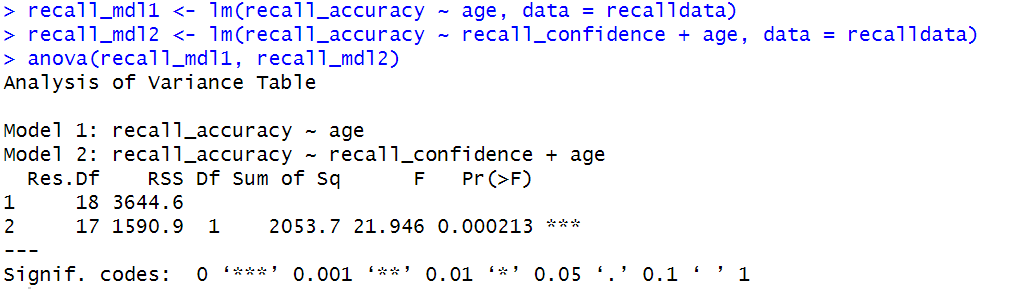 > recall_mdl1 <- lm(recall_accuracy ~ age, data = recalldata)
> recall_mdl2 <- lm(recall_accuracy ~ recall_confidence + age, data = recalldata)
> anova(recall_mdl1, recall_mdl2)
Analysis of Variance Table
Model 1: recall_accuracy ~ age
Model 2: recall_accuracy ~ recall_confidence + age
  Res.Df    RSS Df Sum of Sq      F   Pr(>F)
1     18 3644.6
2     17 1590.9  1    2053.7 21.946 0.000213 ***
---
Signif. codes:  0 ‘***’ 0.001 ‘**’ 0.01 ‘*’ 0.05 ‘.’ 0.1 ‘ ’ 1